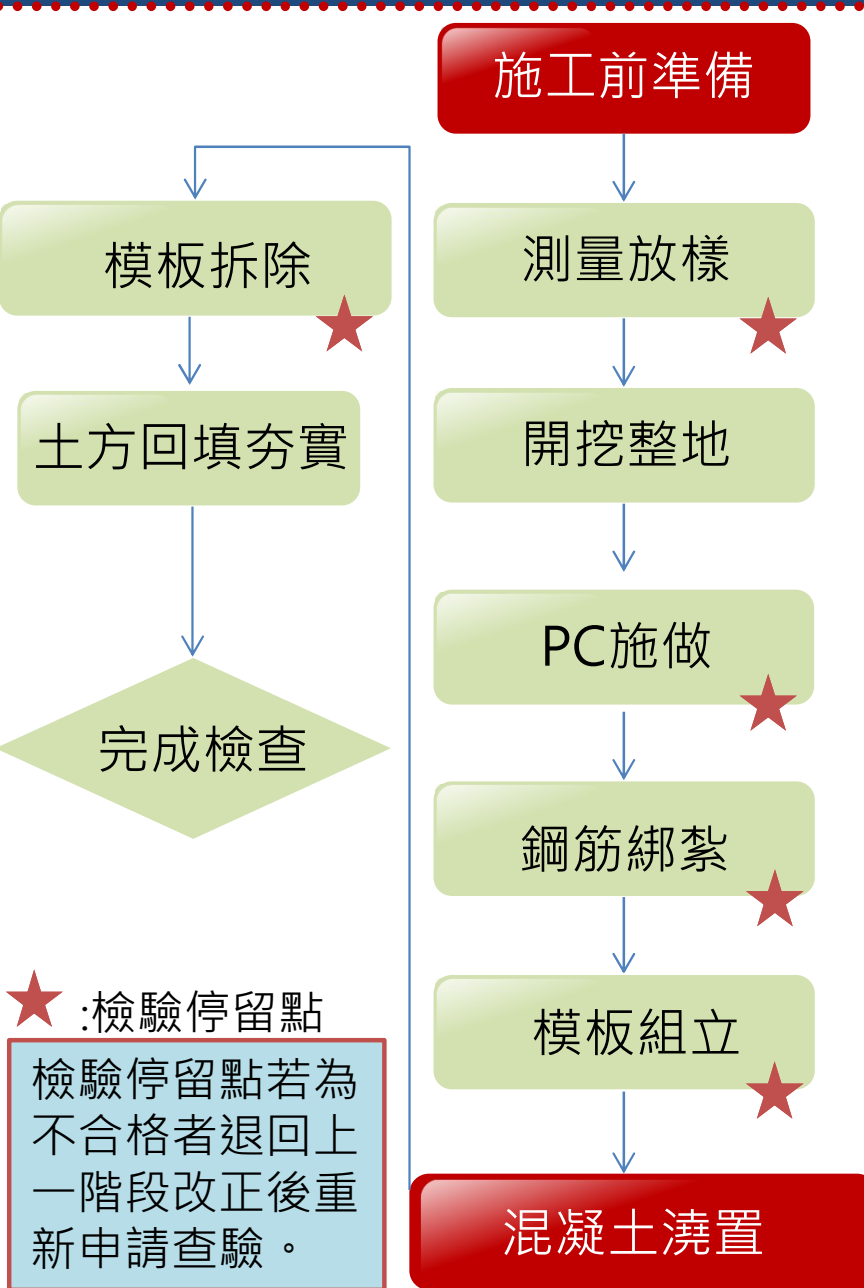 施工前準備
測量放樣
開挖整地
PC施做
鋼筋綁紮
模板組立
混凝土澆置
模板拆除
土方回填夯實
完成檢查
:檢驗停留點
檢驗停留點若為
不合格者退回上
一階段改正後重
新申請查驗。